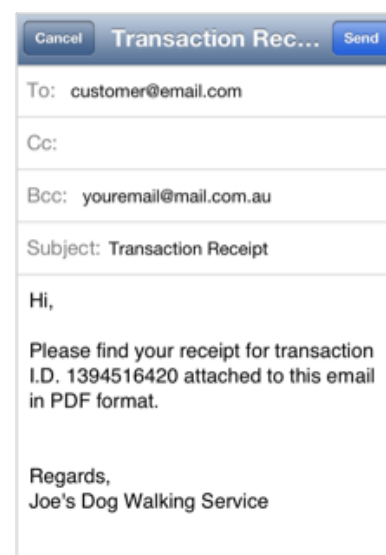 Cancel Transaction Rec... Send
To: customer@email.com
Cc:
Bcc: youremail@mail.com.au
Subject: Transaction Receipt
Hi,
Please find your receipt for transaction
I.D. 1394516420 attached to this email
in PDF format.
Regards,
Joe's Dog Walking Service